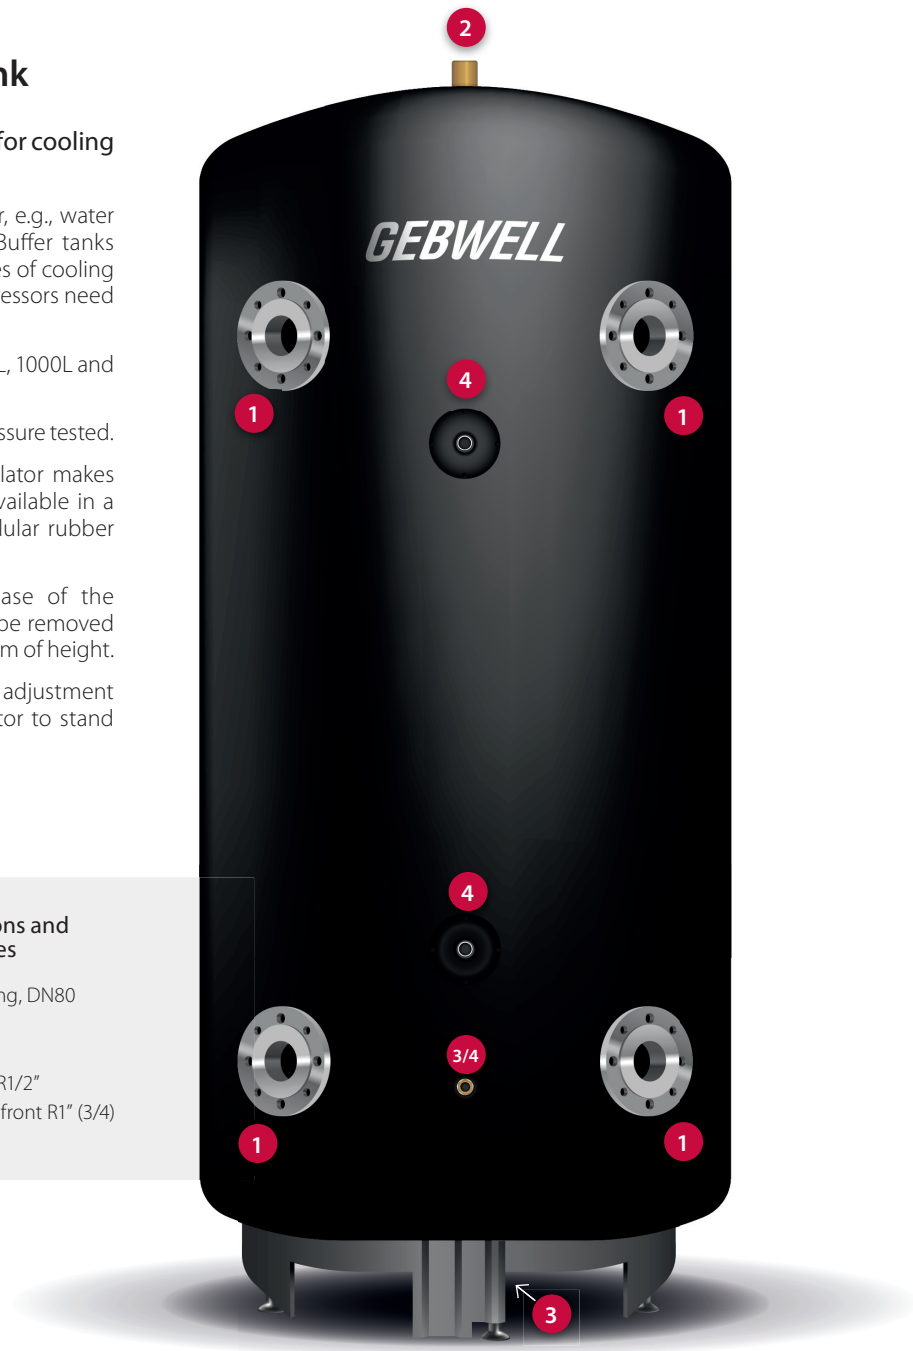 nk
for cooling
r, e.g., water
Buffer tanks
es of cooling
ressors need
L, 1000L and
ssure tested.
lator makes
vailable in a
lular rubber
ase of the
be removed
m of height.
adjustment
tor to stand
ons and
es
ng, DN80
R1/2”
front R1” (3/4)
2
GEBWELL
4
1
1
4
3/4
1
1
3